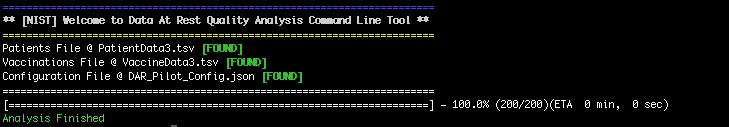 ======================================================================
** [NIST] Welcome to Data At Rest Quality Analysis Command Line Tool **
======================================================================
Patients File @ PatientData3.tsv [FOUND]
Vaccinations File @ VaccineData3.tsv [FOUND]
Configuration File @ DAR_Pilot_Config.json [FOUND]
======================================================================
[====================================================================] - 100.0% (200/200)(ETA  0 min,  0 sec)
Analysis Finished